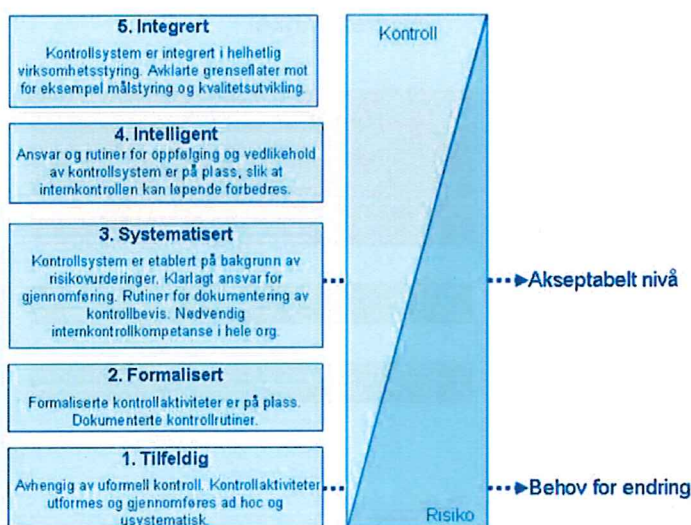 5. Integrert
Kontrollsystem er integrert i helhetlig
virksomhetsstyring. Avklarte grenseflater mot
for eksempel målstyring og kvalitetsutvikling.
Kontroll
4. Intelligent
Ansvar og rutiner for oppfølging og vedlikehold
av kontrollsystem er på plass, slik at
internkontrollen kan løpende forbedres.
3. Systematisert
Kontrollsystem er etablert på bakgrunn av
risikovurderinger. Klarlagt ansvar for
gjennomføring. Rutiner for dokumentering av
kontrollbevis. Nødvendig
internkontrollkompetanse i hele org.
Akseptabelt nivå
2. Formalisert
Formaliserte kontrollaktiviteter er på plass.
Dokumenterte kontrollrutiner.
1. Tilfeldig
Avhengig av uformell kontroll. Kontrollaktiviteter
utformes og gjennomføres ad hoc og
usystematisk.
Behov for endring
Risiko